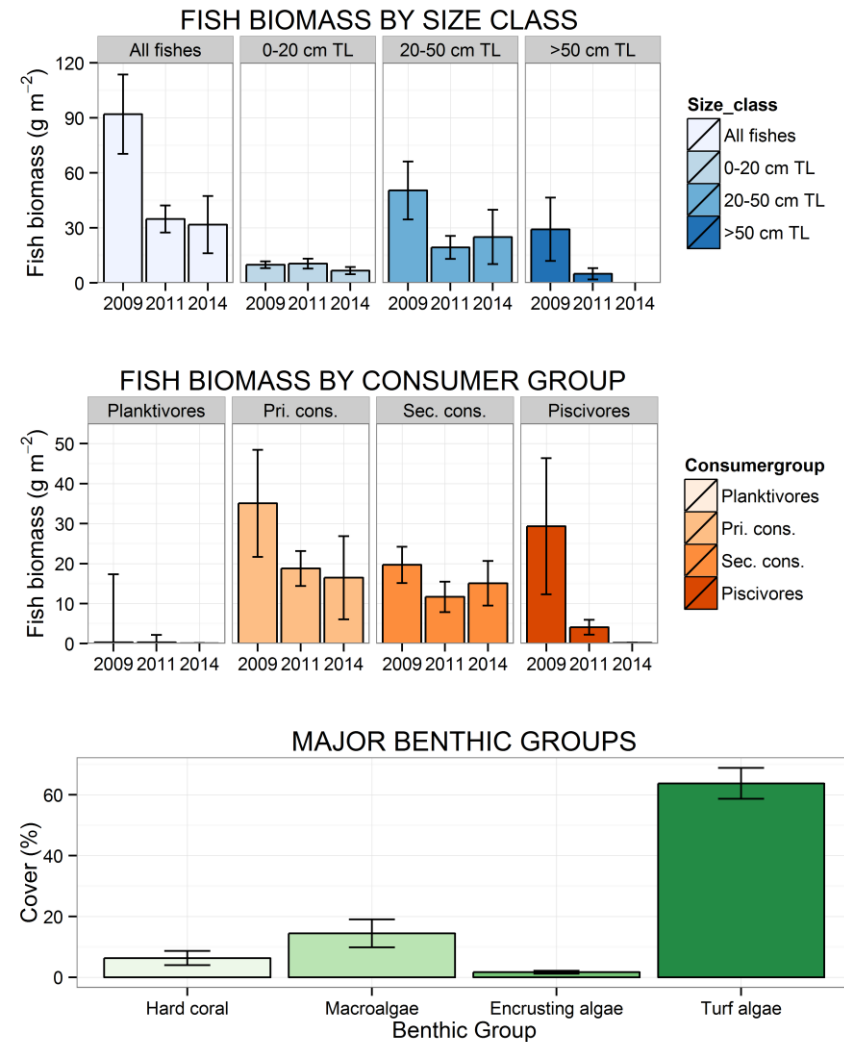 FISH BIOMASS BY SIZE CLASS
All fishes 0-20 cm TL 20-50 cm TL >50 cm TL
Fish biomass (g m⁻²)
120
90
60
30
0
2009 2011 2014 2009 2011 2014 2009 2011 2014 2009 2011 2014
Size_class
All fishes
0-20 cm TL
20-50 cm TL
>50 cm TL
FISH BIOMASS BY CONSUMER GROUP
Planktivores Pri. cons. Sec. cons. Piscivores
Fish biomass (g m⁻²)
50
40
30
20
10
0
2009 2011 2014 2009 2011 2014 2009 2011 2014 2009 2011 2014
Consumergroup
Planktivores
Pri. cons.
Sec. cons.
Piscivores
MAJOR BENTHIC GROUPS
Cover (%)
60
40
20
0
Hard coral Macroalgae Encrusting algae Turf algae
Benthic Group